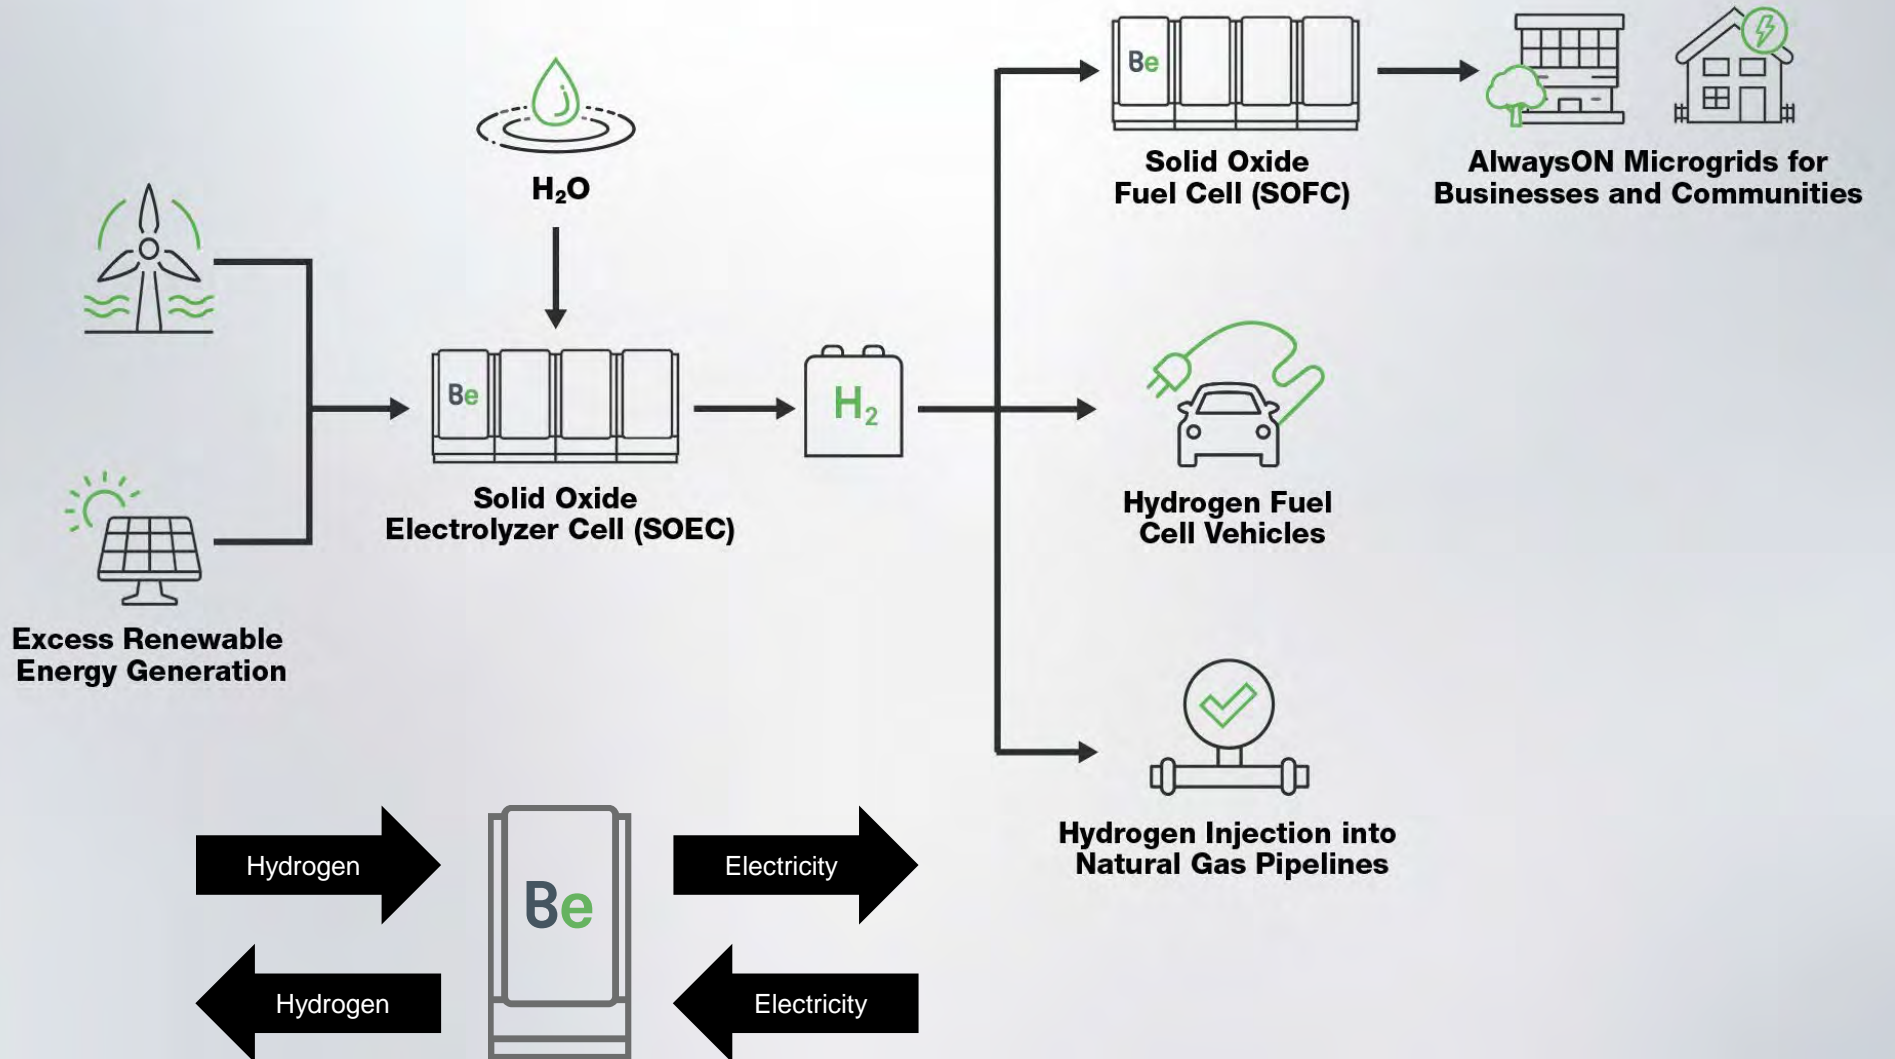 H₂O
Excess Renewable
Energy Generation
Be
Solid Oxide
Electrolyzer Cell (SOEC)
H₂
Be
Solid Oxide
Fuel Cell (SOFC)
AlwaysON Microgrids for
Businesses and Communities
Hydrogen Fuel
Cell Vehicles
Hydrogen Injection into
Natural Gas Pipelines
Hydrogen
Be
Electricity
Hydrogen
Electricity